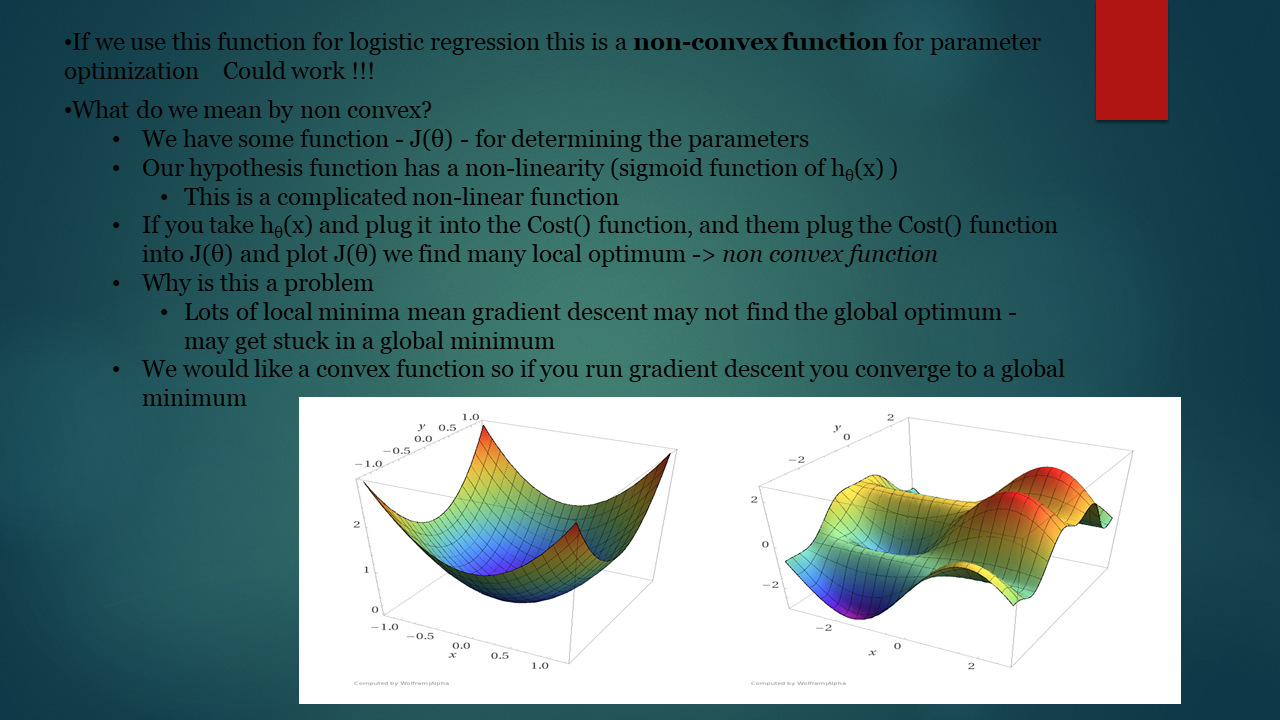 •If we use this function for logistic regression this is a non-convex function for parameter
optimization Could work !!!
•What do we mean by non convex?
• We have some function - J(θ) - for determining the parameters
• Our hypothesis function has a non-linearity (sigmoid function of hθ(x) )
• This is a complicated non-linear function
• If you take hθ(x) and plug it into the Cost() function, and them plug the Cost() function
into J(θ) and plot J(θ) we find many local optimum -> non convex function
• Why is this a problem
• Lots of local minima mean gradient descent may not find the global optimum -
may get stuck in a global minimum
• We would like a convex function so if you run gradient descent you converge to a global
minimum
1.0
y 0.5
0.0
−0.5
−1.0
2
1
0
−1.0
−0.5
0.0
x
0.5
1.0
Computed by Wolfram|Alpha
2
y
0
−2
2
0
−2
−2
0
x
2
Computed by Wolfram|Alpha